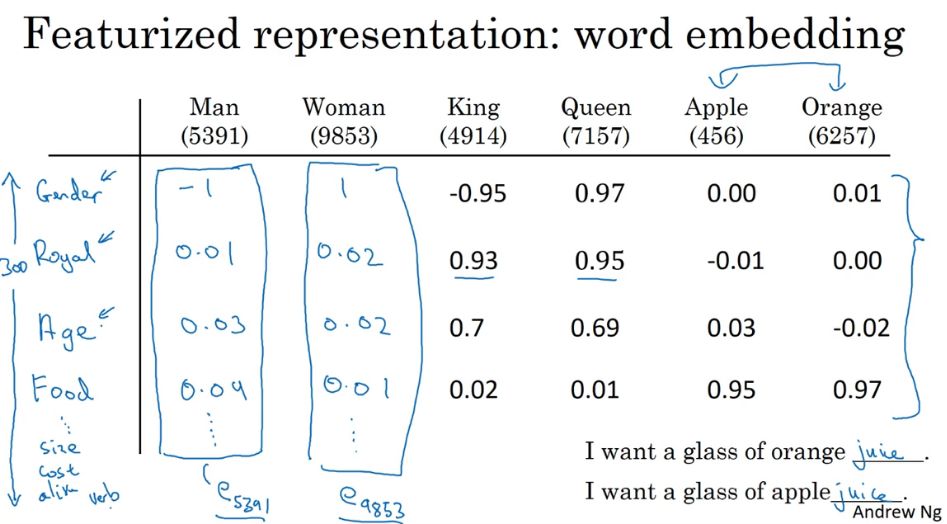 Featurized representation: word embedding
Man Woman King Queen Apple Orange
(5391) (9853) (4914) (7157) (456) (6257)
Gender -1 1 -0.95 0.97 0.00 0.01
300 Royal 0.01 0.02 0.93 0.95 -0.01 0.00
Age 0.03 0.02 0.7 0.69 0.03 -0.02
Food 0.04 0.01 0.02 0.01 0.95 0.97
size
cost
alive verb
I want a glass of orange juice.
I want a glass of apple juice.
e5391 e9853
Andrew Ng